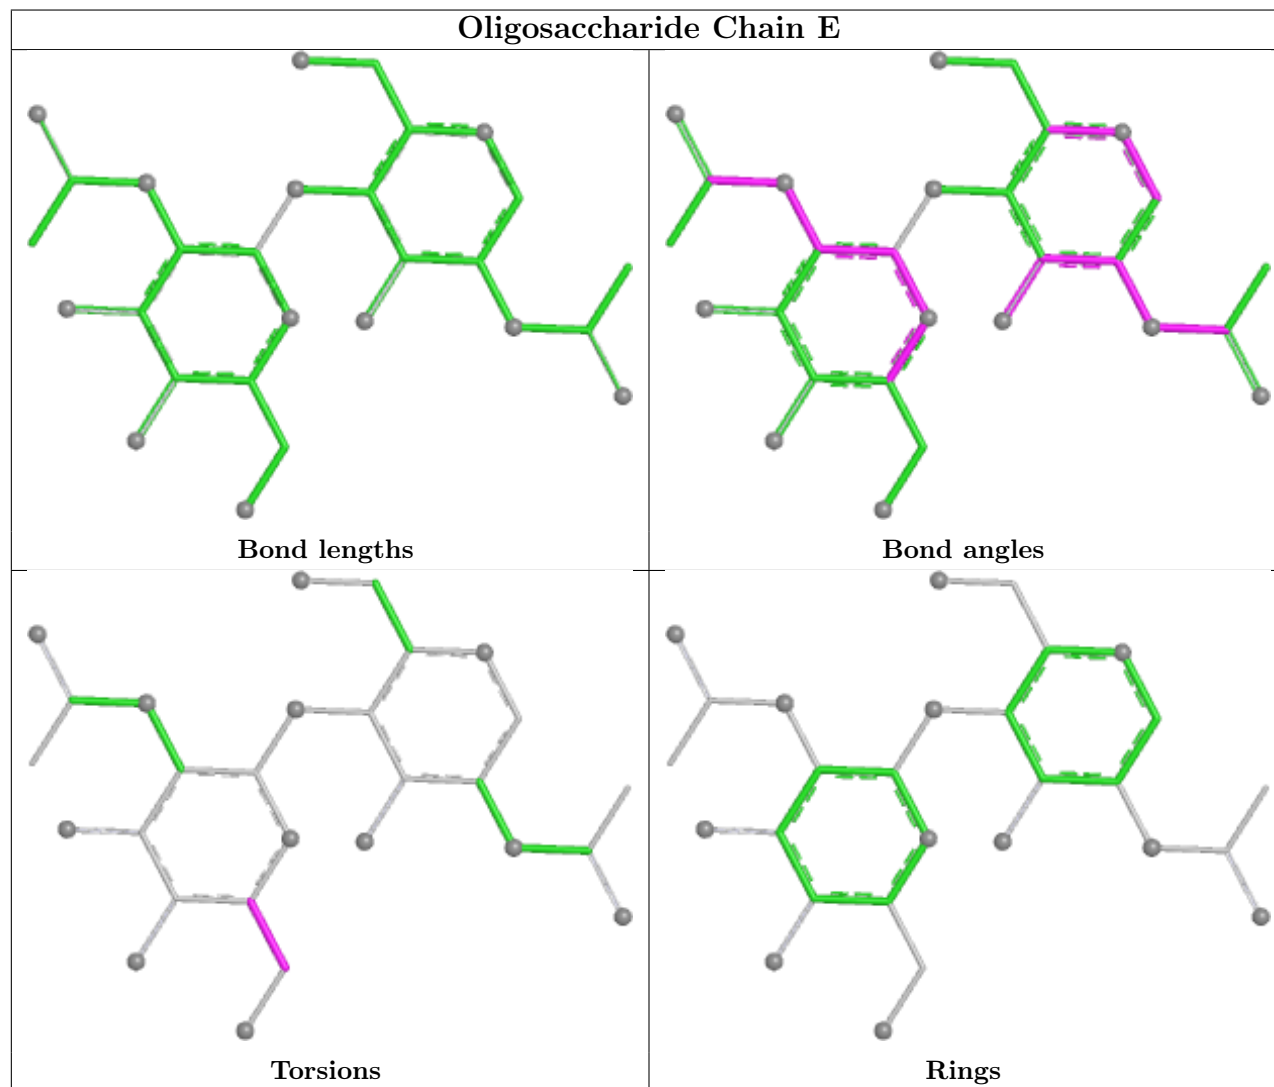 Oligosaccharide Chain E
Bond lengths
Bond angles
Torsions
Rings